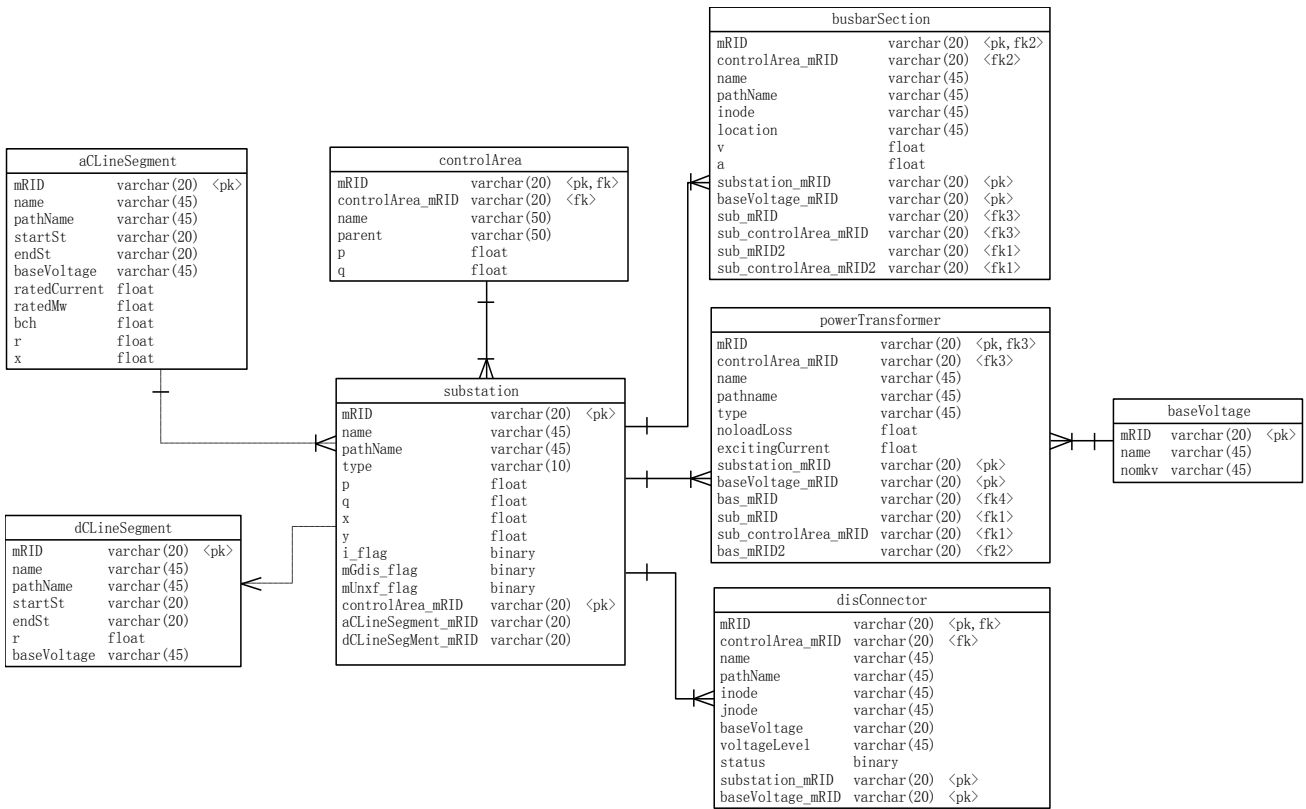 busbarSection
mRID varchar(20) <pk,fk2>
controlArea_mRID varchar(20) <fk2>
name varchar(45)
pathName varchar(45)
inode varchar(45)
location varchar(45)
v float
a float
substation_mRID varchar(20) <pk>
baseVoltage_mRID varchar(20) <pk>
sub_mRID varchar(20) <fk3>
sub_controlArea_mRID varchar(20) <fk3>
sub_mRID2 varchar(20) <fk1>
sub_controlArea_mRID2 varchar(20) <fk1>
aCLineSegment
mRID varchar(20) <pk>
name varchar(45)
pathName varchar(45)
startSt varchar(20)
endSt varchar(20)
baseVoltage varchar(45)
ratedCurrent float
ratedMw float
bch float
r float
x float
controlArea
mRID varchar(20) <pk,fk>
controlArea_mRID varchar(20) <fk>
name varchar(50)
parent varchar(50)
p float
q float
powerTransformer
mRID varchar(20) <pk,fk3>
controlArea_mRID varchar(20) <fk3>
name varchar(45)
pathname varchar(45)
type varchar(45)
noloadLoss float
excitingCurrent float
substation_mRID varchar(20) <pk>
baseVoltage_mRID varchar(20) <pk>
bas_mRID varchar(20) <fk4>
sub_mRID varchar(20) <fk1>
sub_controlArea_mRID varchar(20) <fk1>
bas_mRID2 varchar(20) <fk2>
substation
mRID varchar(20) <pk>
name varchar(45)
pathName varchar(45)
type varchar(10)
p float
q float
x float
y float
i_flag binary
mGdis_flag binary
mUnxf_flag binary
controlArea_mRID varchar(20) <pk>
aCLineSegment_mRID varchar(20)
dCLineSegMent_mRID varchar(20)
baseVoltage
mRID varchar(20) <pk>
name varchar(45)
nomkv varchar(45)
dCLineSegment
mRID varchar(20) <pk>
name varchar(45)
pathName varchar(45)
startSt varchar(20)
endSt varchar(20)
r float
baseVoltage varchar(45)
disConnector
mRID varchar(20) <pk,fk>
controlArea_mRID varchar(20) <fk>
name varchar(45)
pathName varchar(45)
inode varchar(45)
jnode varchar(45)
baseVoltage varchar(20)
voltageLevel varchar(45)
status binary
substation_mRID varchar(20) <pk>
baseVoltage_mRID varchar(20) <pk>